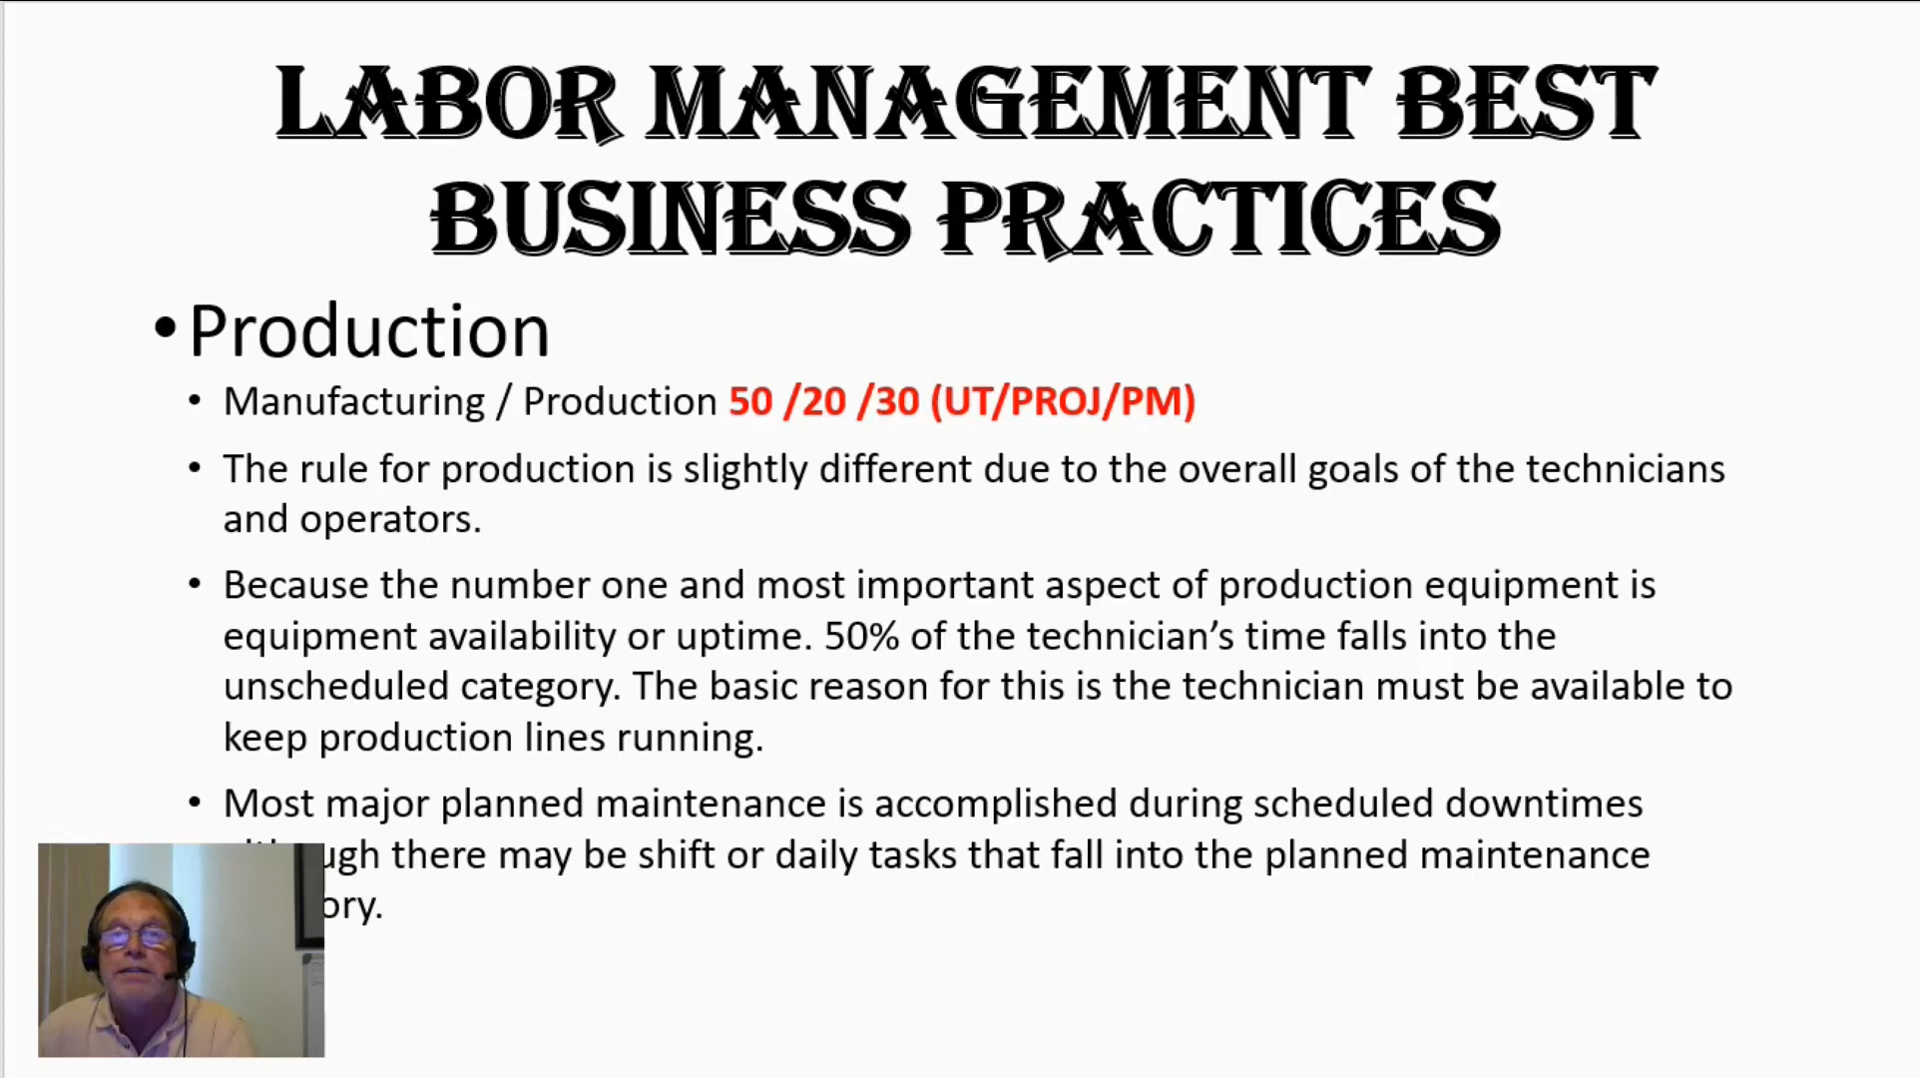 LABOR MANAGEMENT BEST
BUSINESS PRACTICES
• Production
• Manufacturing / Production 50 /20 /30 (UT/PROJ/PM)
• The rule for production is slightly different due to the overall goals of the technicians
and operators.
• Because the number one and most important aspect of production equipment is
equipment availability or uptime. 50% of the technician’s time falls into the
unscheduled category. The basic reason for this is the technician must be available to
keep production lines running.
• Most major planned maintenance is accomplished during scheduled downtimes
there may be shift or daily tasks that fall into the planned maintenance